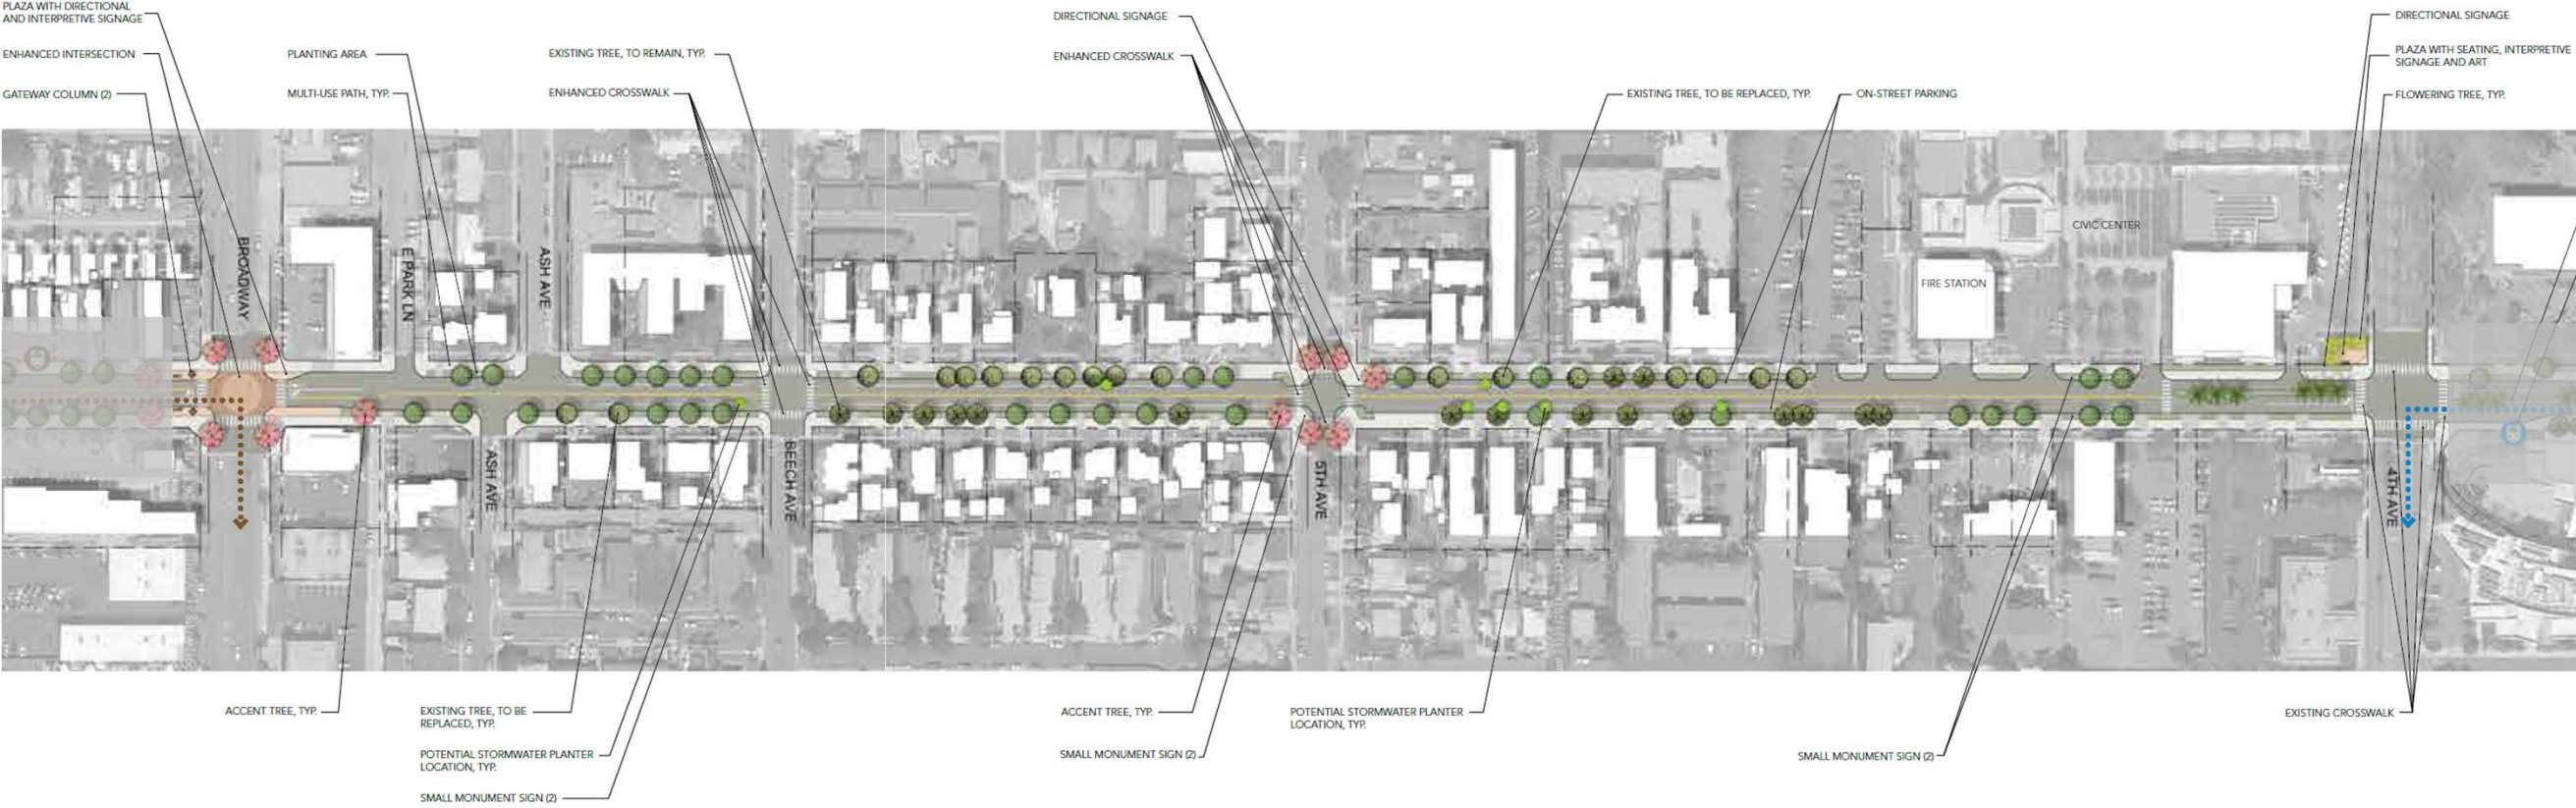 PLAZA WITH DIRECTIONAL
AND INTERPRETIVE SIGNAGE
ENHANCED INTERSECTION
GATEWAY COLUMN (2)
PLANTING AREA
MULTI-USE PATH, TYP.
EXISTING TREE, TO REMAIN, TYP.
ENHANCED CROSSWALK
DIRECTIONAL SIGNAGE
ENHANCED CROSSWALK
EXISTING TREE, TO BE REPLACED, TYP.
ON-STREET PARKING
DIRECTIONAL SIGNAGE
PLAZA WITH SEATING, INTERPRETIVE
SIGNAGE AND ART
FLOWERING TREE, TYP.
BROADWAY
E PARK LN
ASH AVE
CIVIC CENTER
FIRE STATION
ASH AVE
BEECH AVE
5TH AVE
4TH AVE
ACCENT TREE, TYP.
EXISTING TREE, TO BE
REPLACED, TYP.
POTENTIAL STORMWATER PLANTER
LOCATION, TYP.
SMALL MONUMENT SIGN (2)
ACCENT TREE, TYP.
SMALL MONUMENT SIGN (2)
POTENTIAL STORMWATER PLANTER
LOCATION, TYP.
SMALL MONUMENT SIGN (2)
EXISTING CROSSWALK